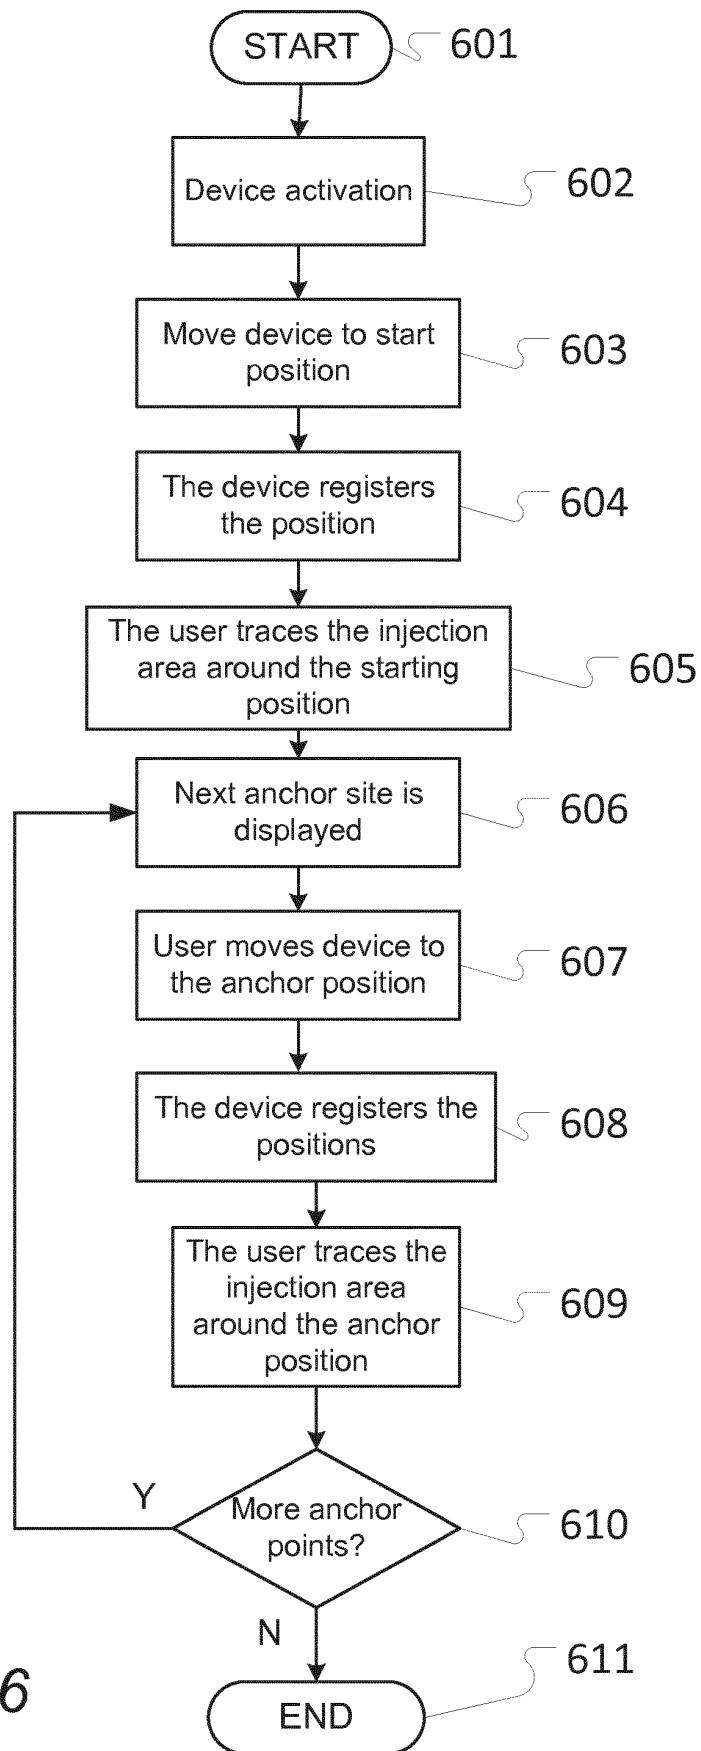 START
601
Device activation
602
Move device to start
position
603
The device registers
the position
604
The user traces the injection
area around the starting
position
605
Next anchor site is
displayed
606
User moves device to
the anchor position
607
The device registers the
positions
608
The user traces the
injection area
around the anchor
position
609
Y
More anchor
points?
610
N
611
END
6